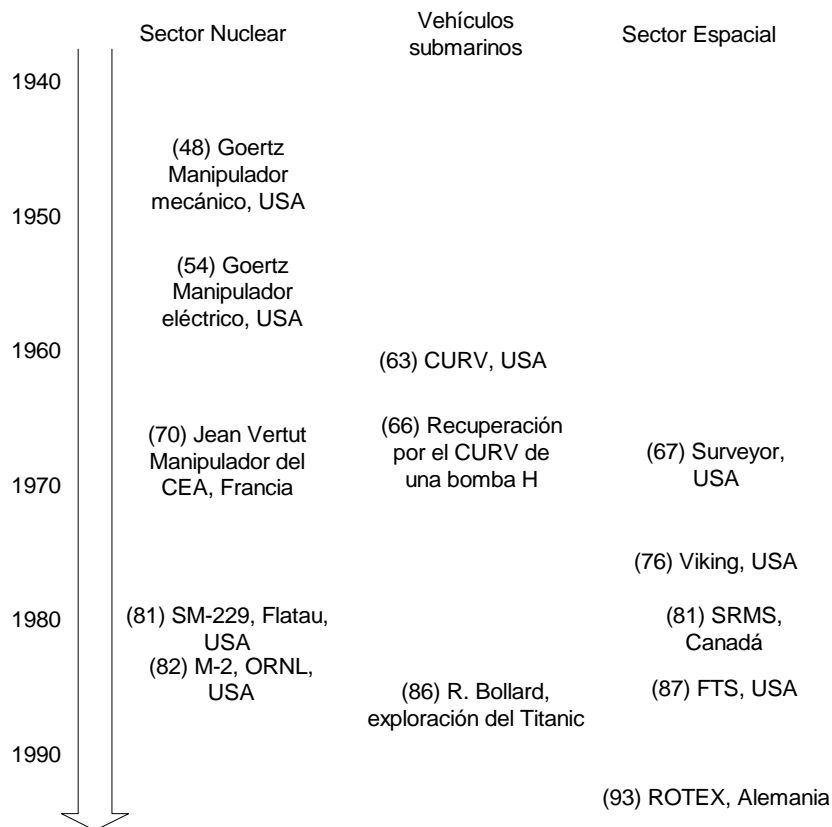 Sector Nuclear
Vehículos
submarinos
Sector Espacial
1940
(48) Goertz
Manipulador
mecánico, USA
1950
(54) Goertz
Manipulador
eléctrico, USA
1960
(63) CURV, USA
(70) Jean Vertut
Manipulador del
CEA, Francia
(66) Recuperación
por el CURV de
una bomba H
(67) Surveyor,
USA
1970
(76) Viking, USA
1980
(81) SM-229, Flatau,
USA
(82) M-2, ORNL,
USA
(81) SRMS,
Canadá
(86) R. Bollard,
exploración del Titanic
(87) FTS, USA
1990
(93) ROTEX, Alemania